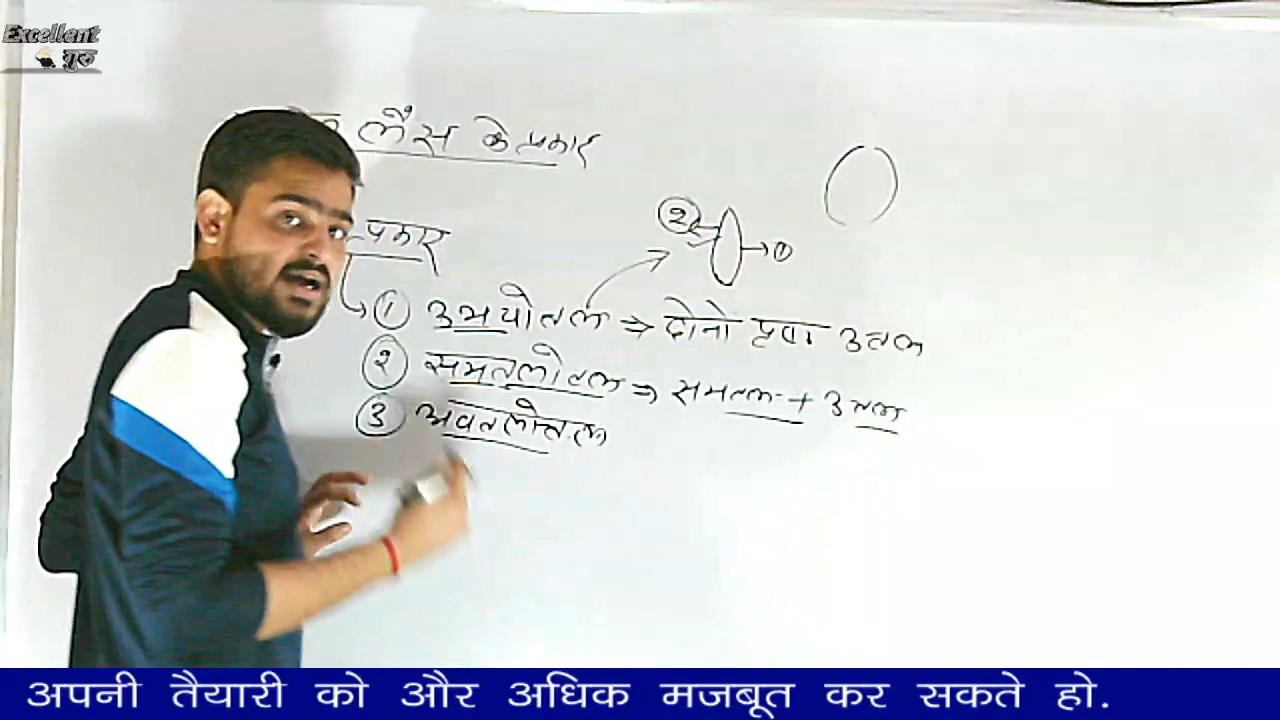 Excellent
गुरु
लैंस के प्रकार
प्रकार
② ①
① उभयोतल ⇒ दोनो पृष्ठ उत्तल
② समतलोतल ⇒ समतल + उत्तल
③ अवतलोत्तल
अपनी तैयारी को और अधिक मजबूत कर सकते हो.